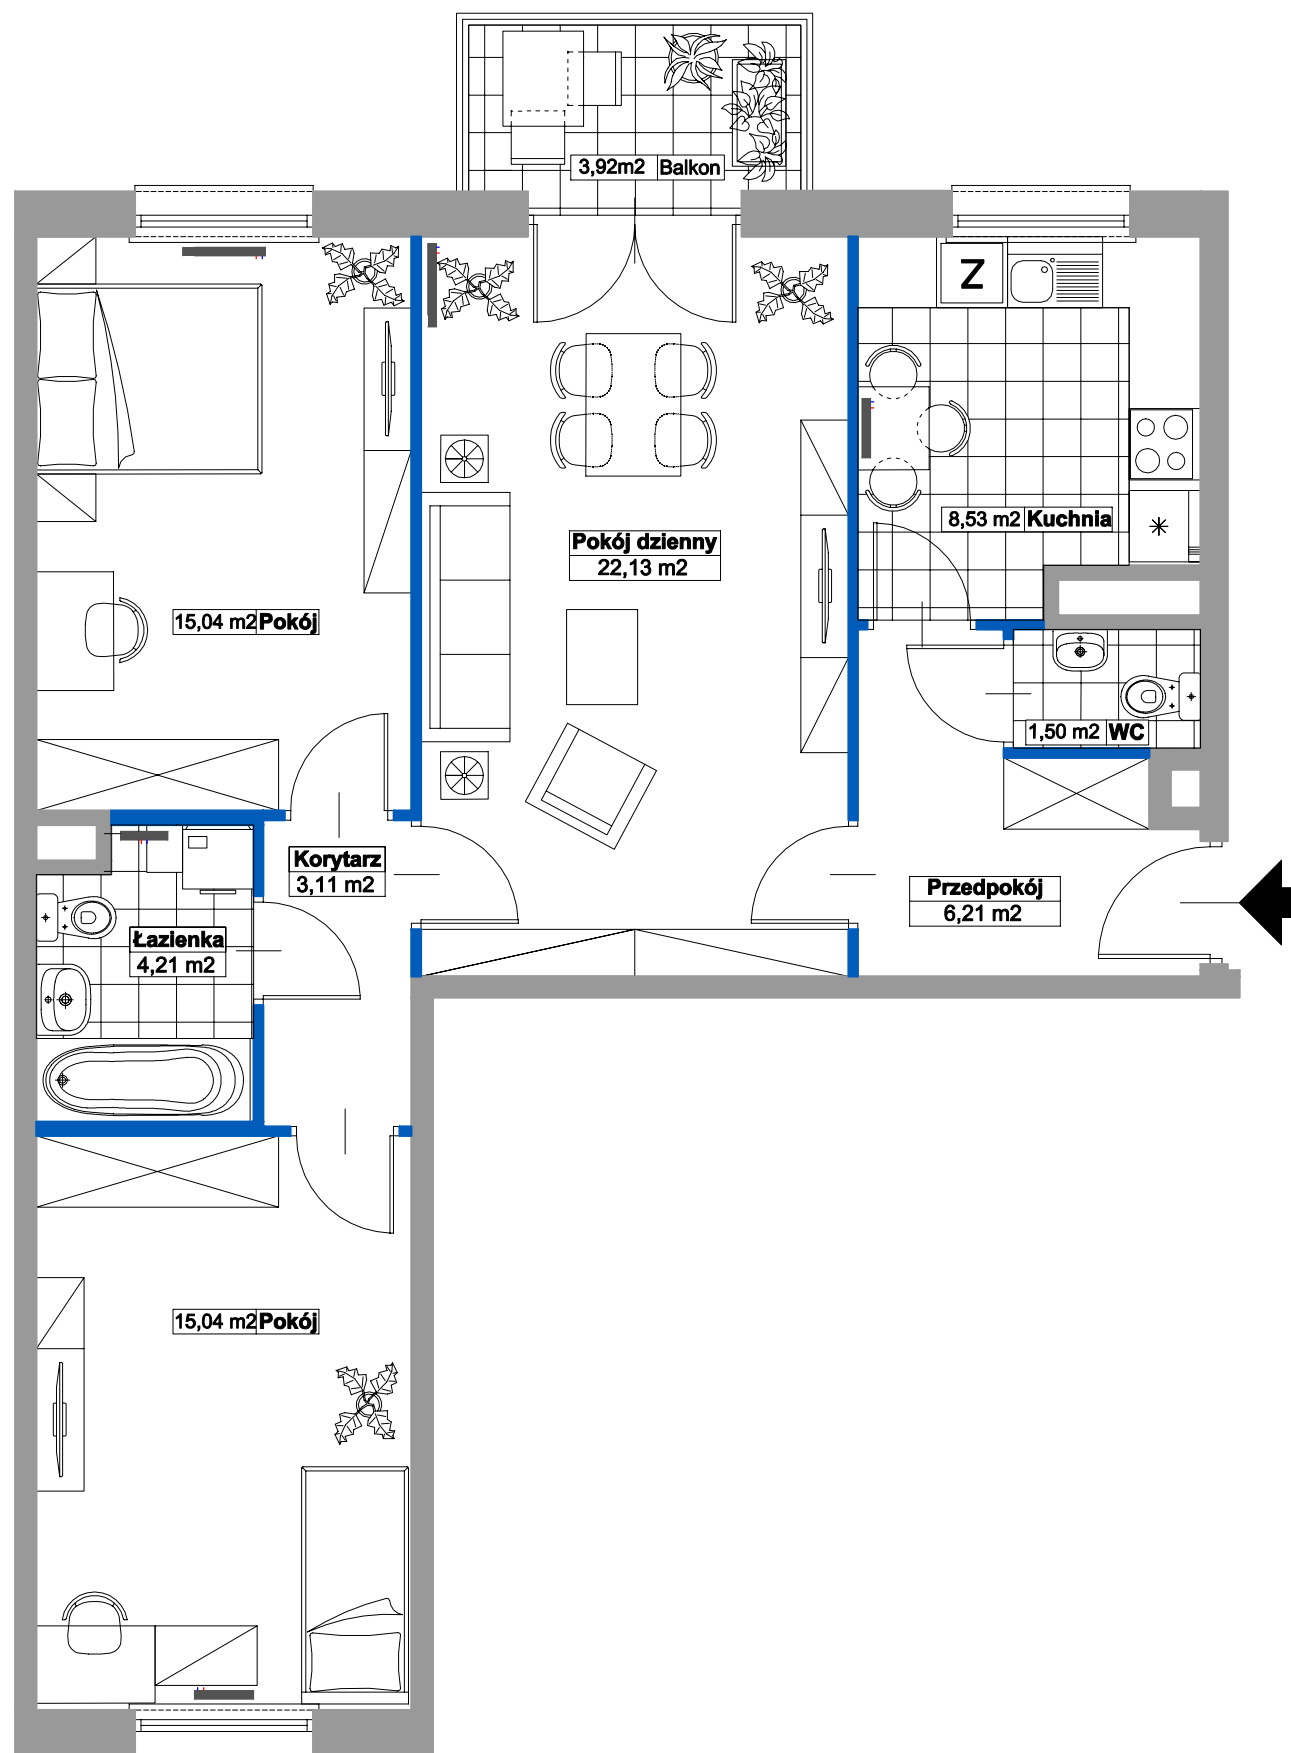 3,92m2 Balkon
Z
8,53 m2 Kuchnia
Pokój dzienny
22,13 m2
15,04 m2 Pokój
1,50 m2 WC
Korytarz
3,11 m2
Przedpokój
6,21 m2
Łazienka
4,21 m2
15,04 m2 Pokój